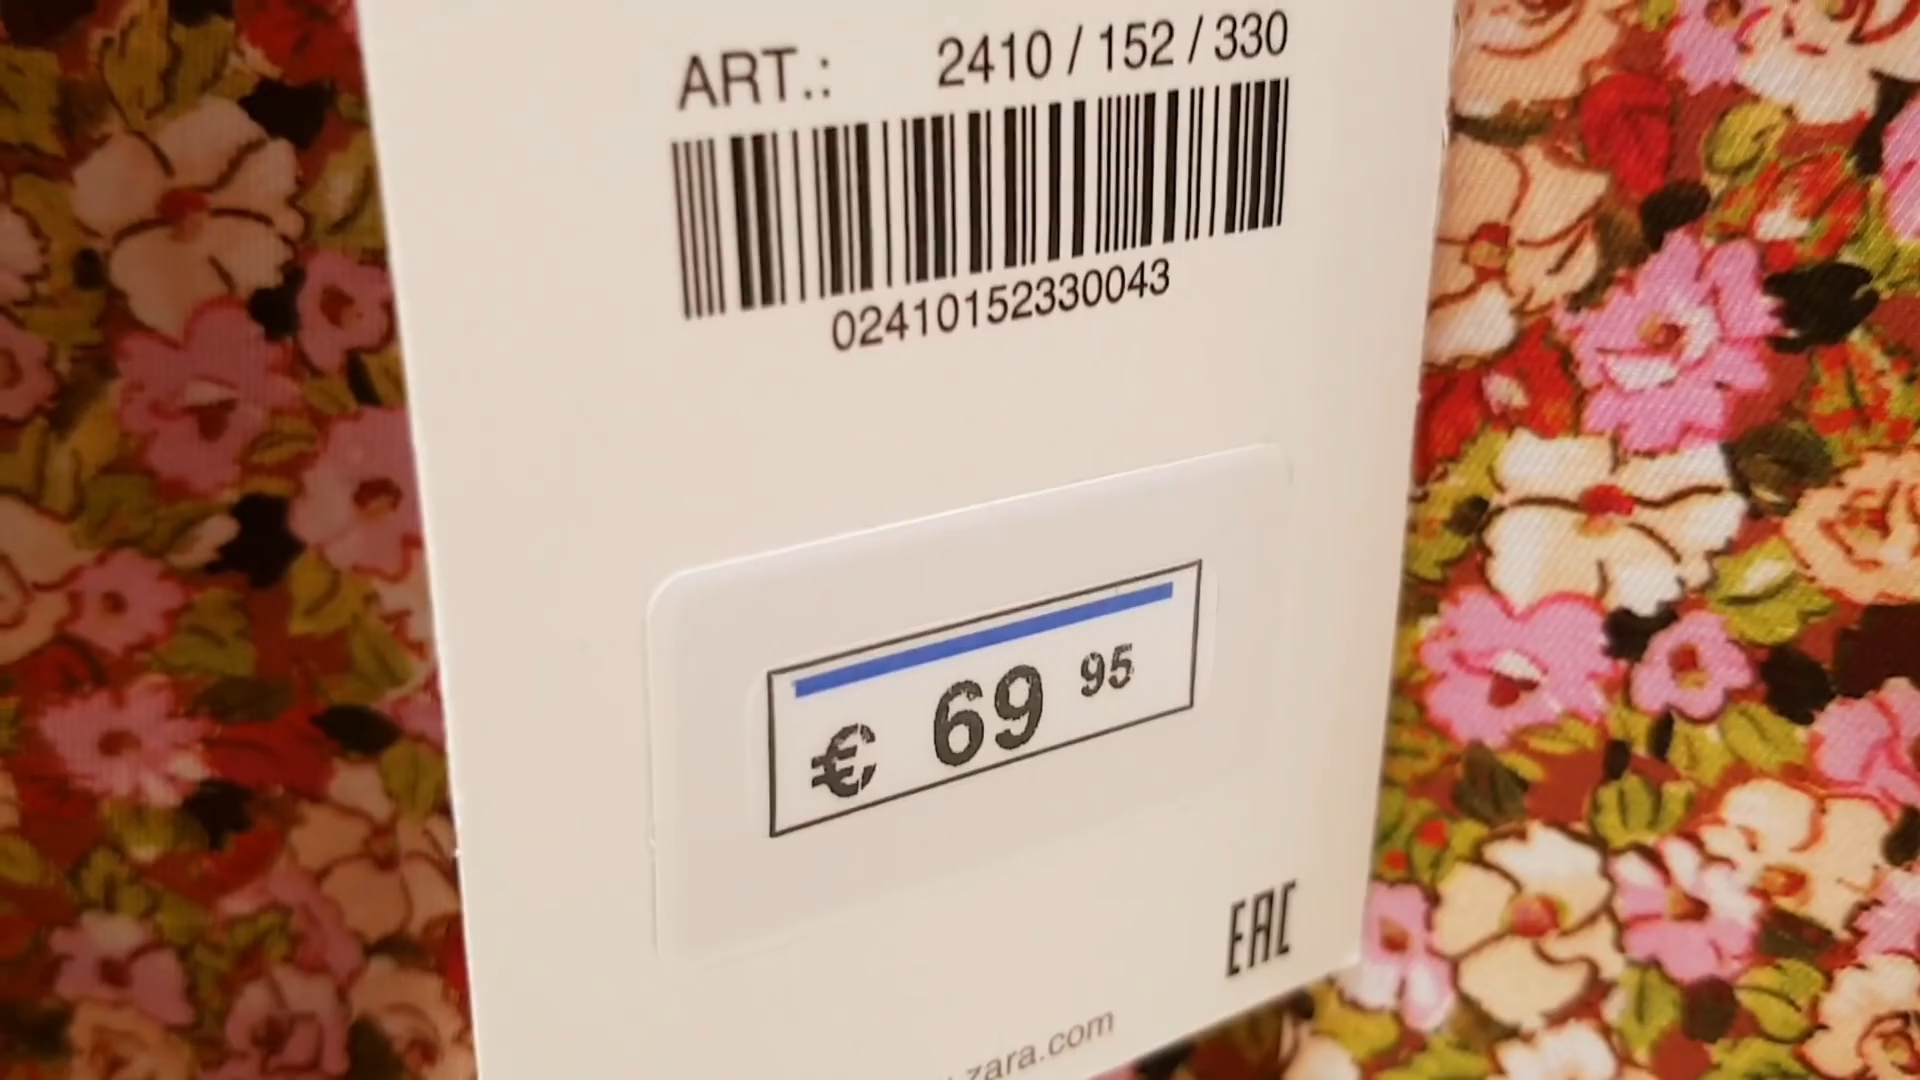 ART.: 2410 / 152 / 330
02410152330043
€ 69 95
EAC
zara.com